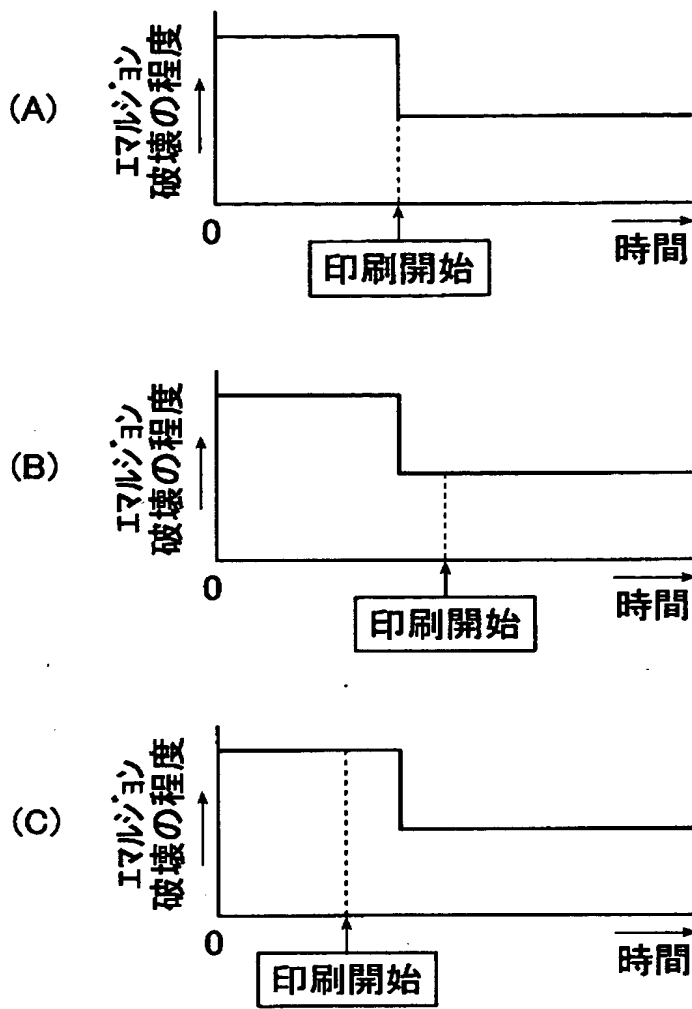 (A)
エマルジョン
破壊の程度
0
時間
印刷開始
(B)
エマルジョン
破壊の程度
0
時間
印刷開始
(C)
エマルジョン
破壊の程度
0
時間
印刷開始